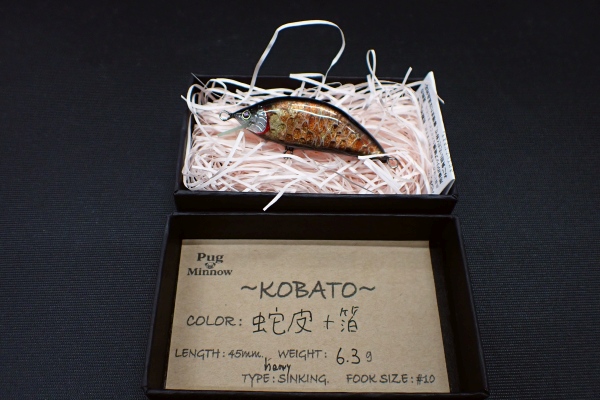 Pug
Minnow
~KOBATO~
COLOR: 蛇皮+箔
LENGTH: 45mm. WEIGHT: 6.3g
heavy
TYPE: SINKING. FOOK SIZE: #10